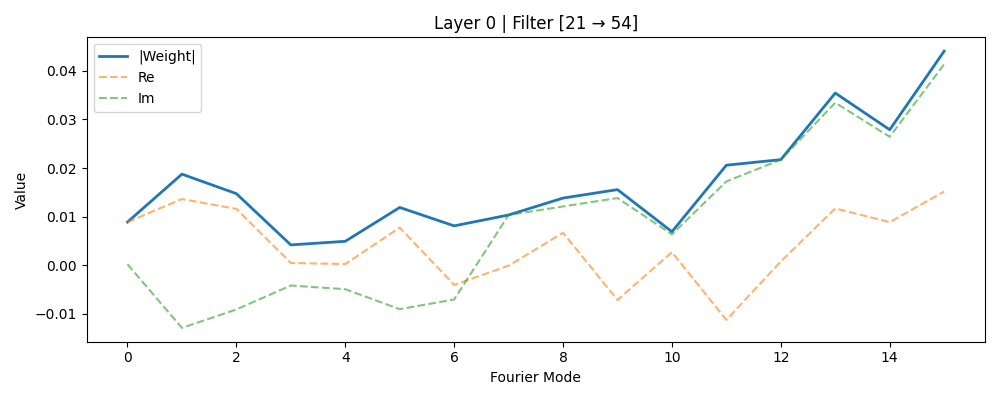 Layer 0 | Filter [21 → 54]
|Weight|
Re
Im
0.04
0.03
0.02
0.01
0.00
−0.01
Value
0 2 4 6 8 10 12 14
Fourier Mode